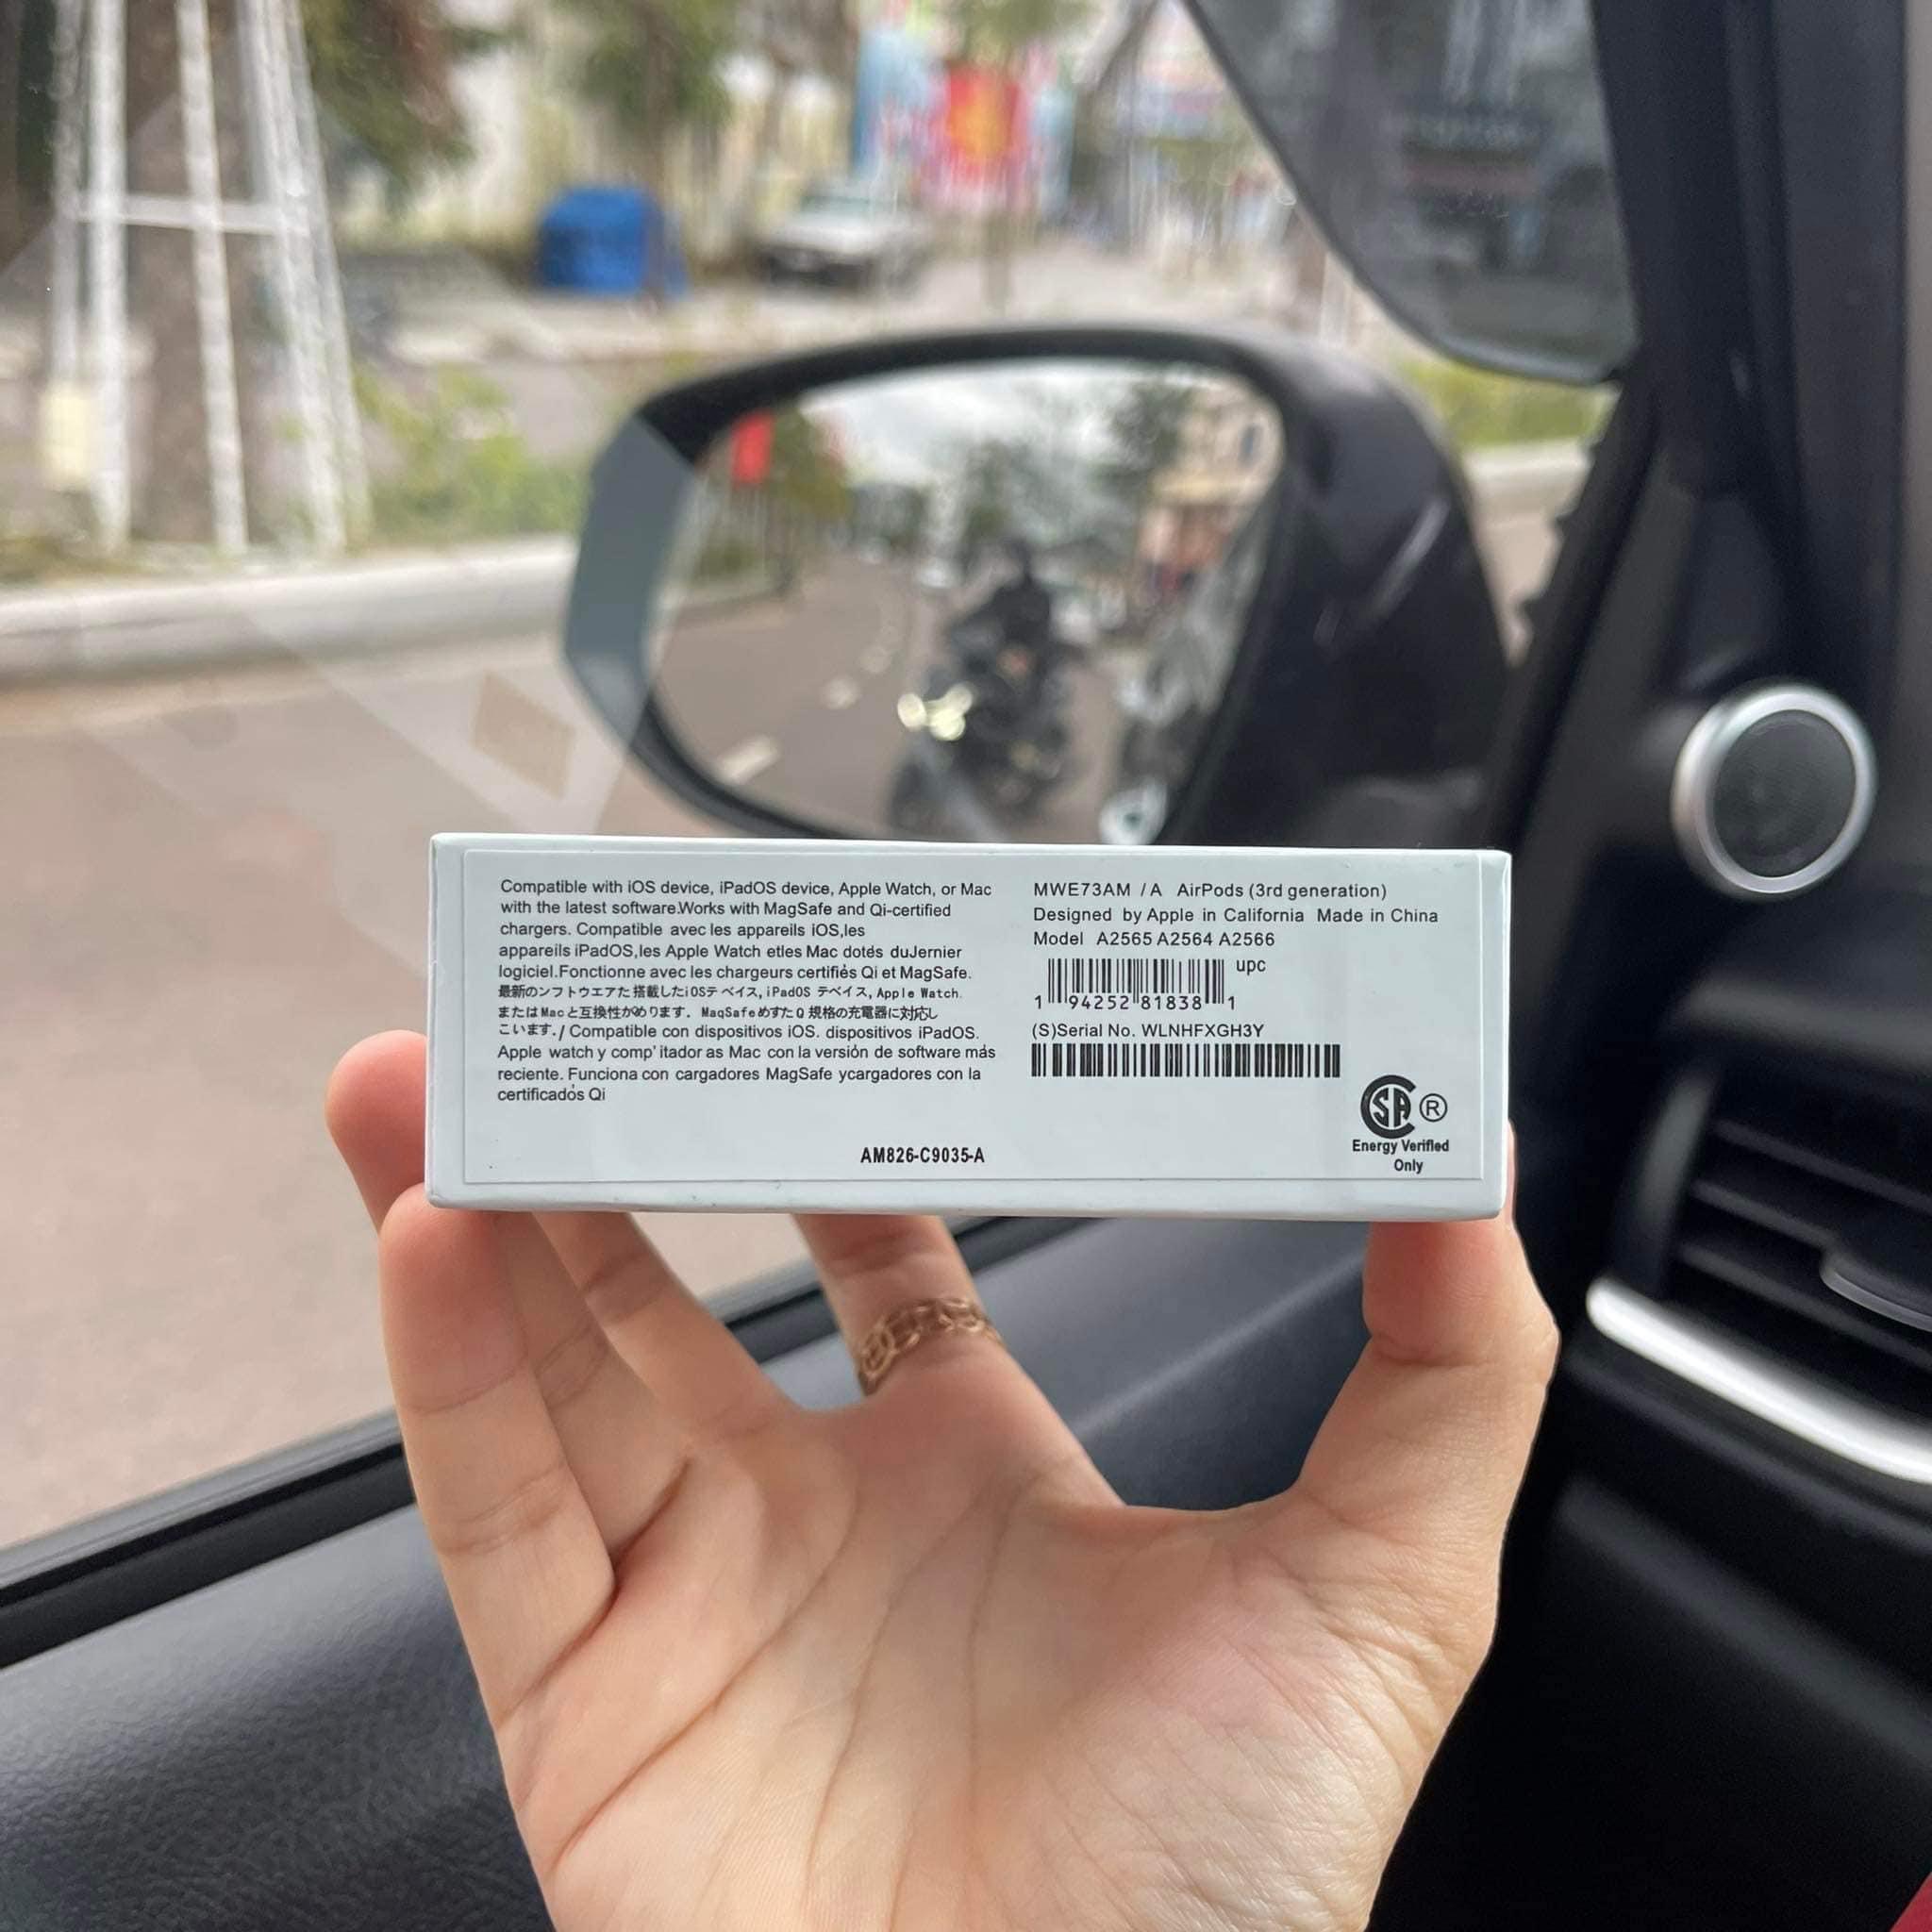 Compatible with iOS device, iPadOS device, Apple Watch, or Mac
with the latest software.Works with MagSafe and Qi-certified
chargers. Compatible avec les appareils iOS,les
appareils iPadOS,les Apple Watch etles Mac dotés duJernier
logiciel.Fonctionne avec les chargeurs certifiés Qi et MagSafe.
最新のンフトウエアた搭載したiOSテベイス, iPadOS テベイス, Apple Watch.
またはMacと互換性がめります. MaqSafeめすたQ 規格の充電器に対応し
こいます./ Compatible con dispositivos iOS. dispositivos iPadOS.
Apple watch y comp' itador as Mac con la versión de software más
reciente. Funciona con cargadores MagSafe ycargadores con la
certificadós Qi
AM826-C9035-A
MWE73AM /A AirPods (3rd generation)
Designed by Apple in California Made in China
Model A2565 A2564 A2566
upc
1 94252 81838 1
(S)Serial No. WLNHFXGH3Y
CSA ®
Energy Verified
Only